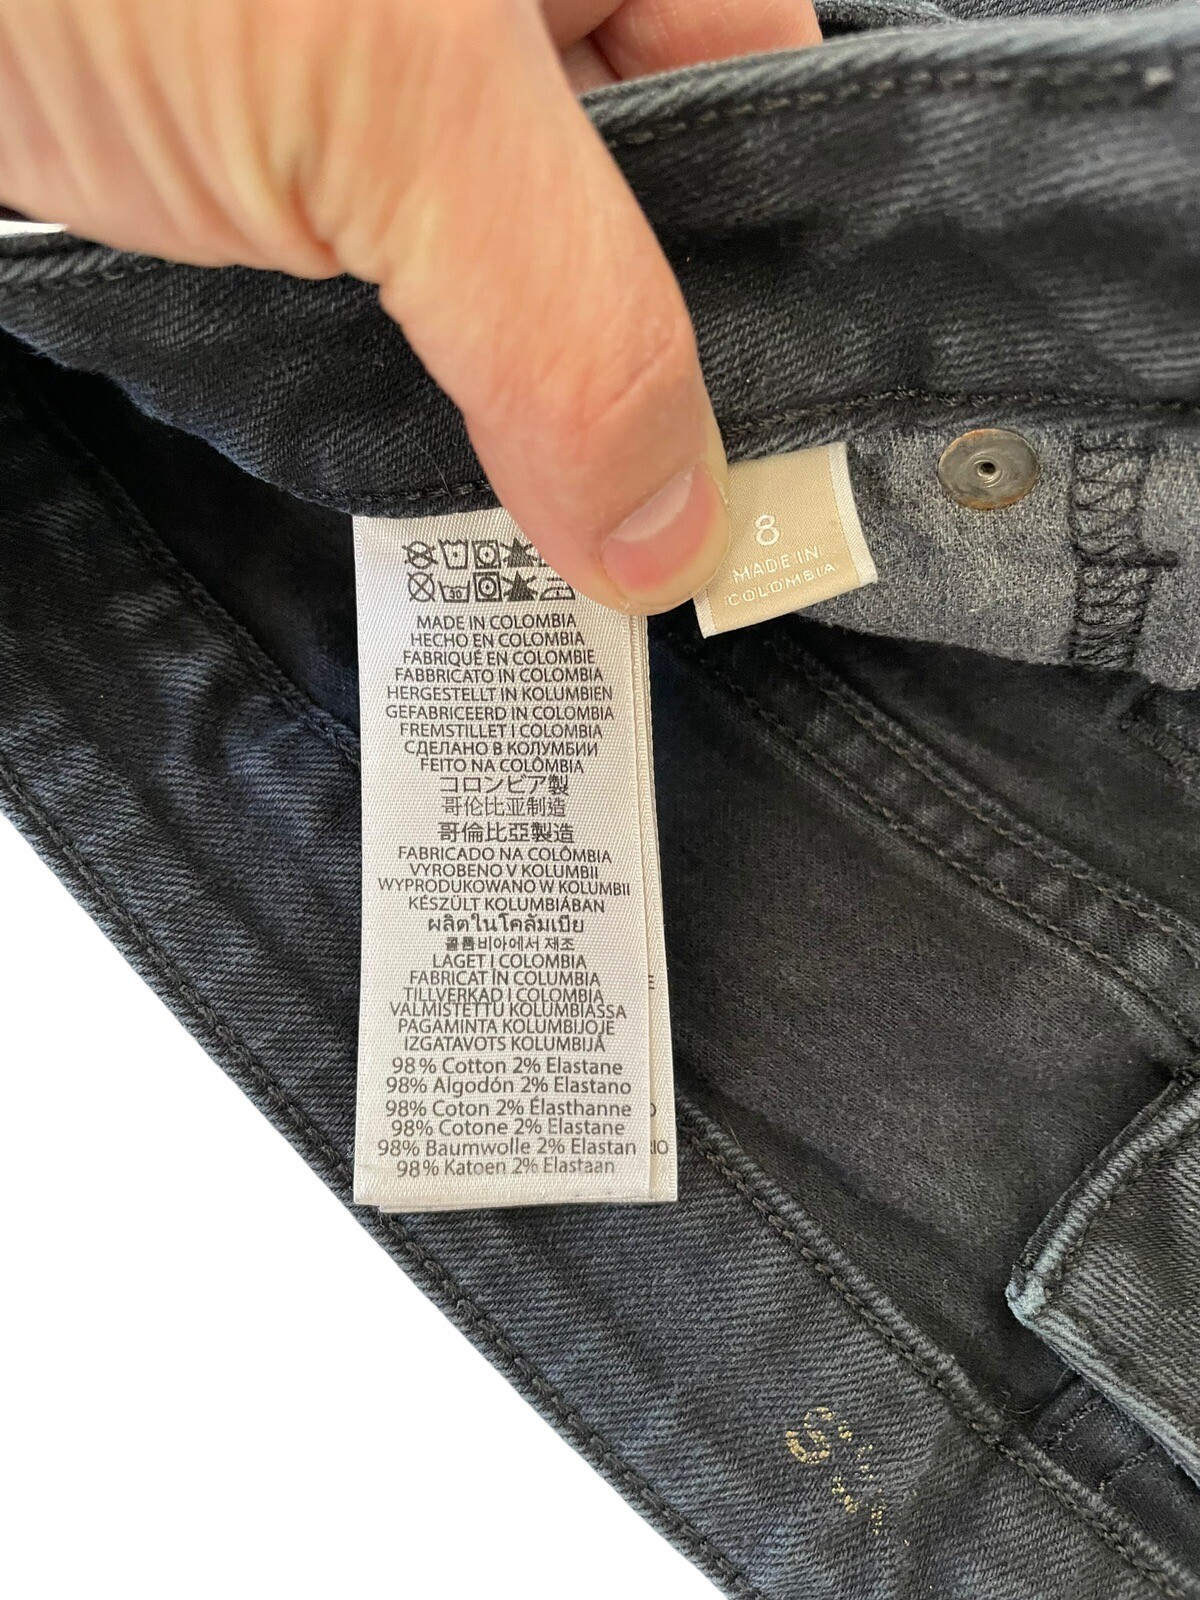 8
MADE IN
COLOMBIA
30
MADE IN COLOMBIA
HECHO EN COLOMBIA
FABRIQUÉ EN COLOMBIE
FABBRICATO IN COLOMBIA
HERGESTELLT IN KOLUMBIEN
GEFABRICEERD IN COLOMBIA
FREMSTILLET I COLOMBIA
СДЕЛАНО В КОЛУМБИИ
FEITO NA COLÔMBIA
コロンビア製
哥伦比亚制造
哥倫比亞製造
FABRICADO NA COLÔMBIA
VYROBENO V KOLUMBII
WYPRODUKOWANO W KOLUMBII
KÉSZÜLT KOLUMBIÁBAN
ผลิตในโคลัมเบีย
콜롬비아에서 제조
LAGET I COLOMBIA
FABRICAT ÎN COLUMBIA
TILLVERKAD I COLOMBIA
VALMISTETTU KOLUMBIASSA
PAGAMINTA KOLUMBIJOJE
IZGATAVOTS KOLUMBIJĀ
98% Cotton 2% Elastane
98% Algodón 2% Elastano
98% Coton 2% Élasthanne
98% Cotone 2% Elastane
98% Baumwolle 2% Elastan
98% Katoen 2% Elastaan